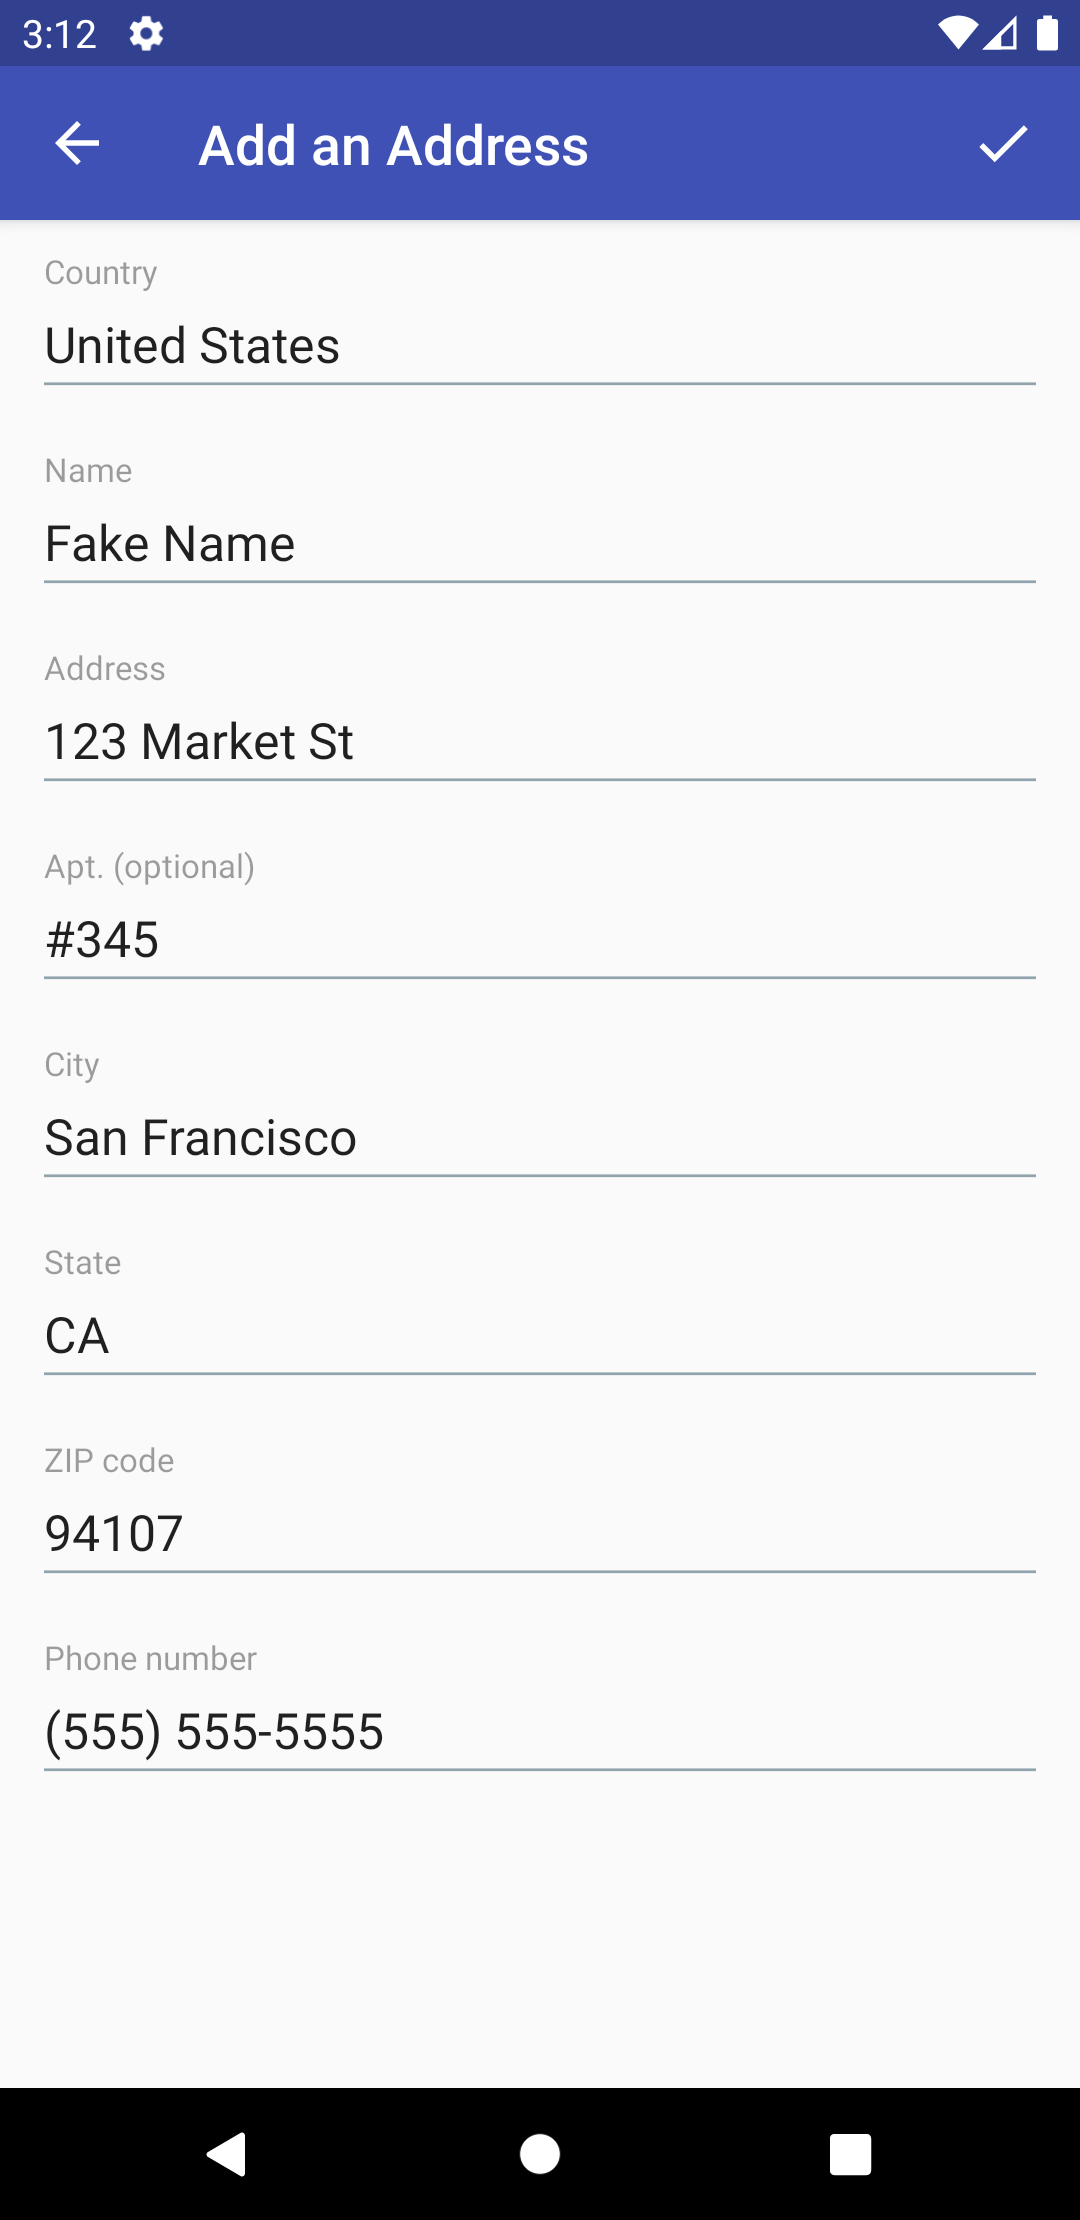 3:12
Add an Address
Country
United States
Name
Fake Name
Address
123 Market St
Apt. (optional)
#345
City
San Francisco
State
CA
ZIP code
94107
Phone number
(555) 555-5555